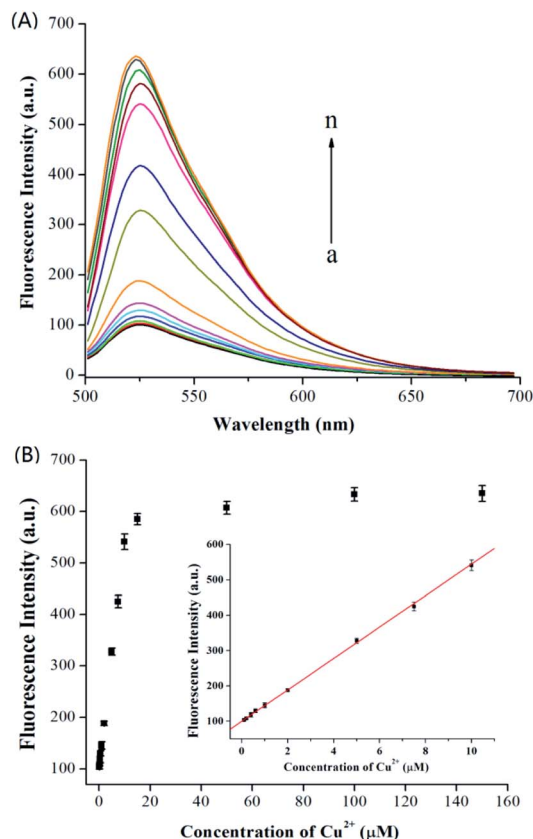 (A)
700
600
500
400
300
200
100
0
Fluorescence Intensity (a.u.)
n
a
500 550 600 650 700
Wavelength (nm)
(B)
700
600
500
400
300
200
100
Fluorescence Intensity (a.u.)
600
500
400
300
200
100
Fluorescence Intensity (a.u.)
0 2 4 6 8 10
Concentration of Cu²⁺ (μM)
0 20 40 60 80 100 120 140 160
Concentration of Cu²⁺ (μM)